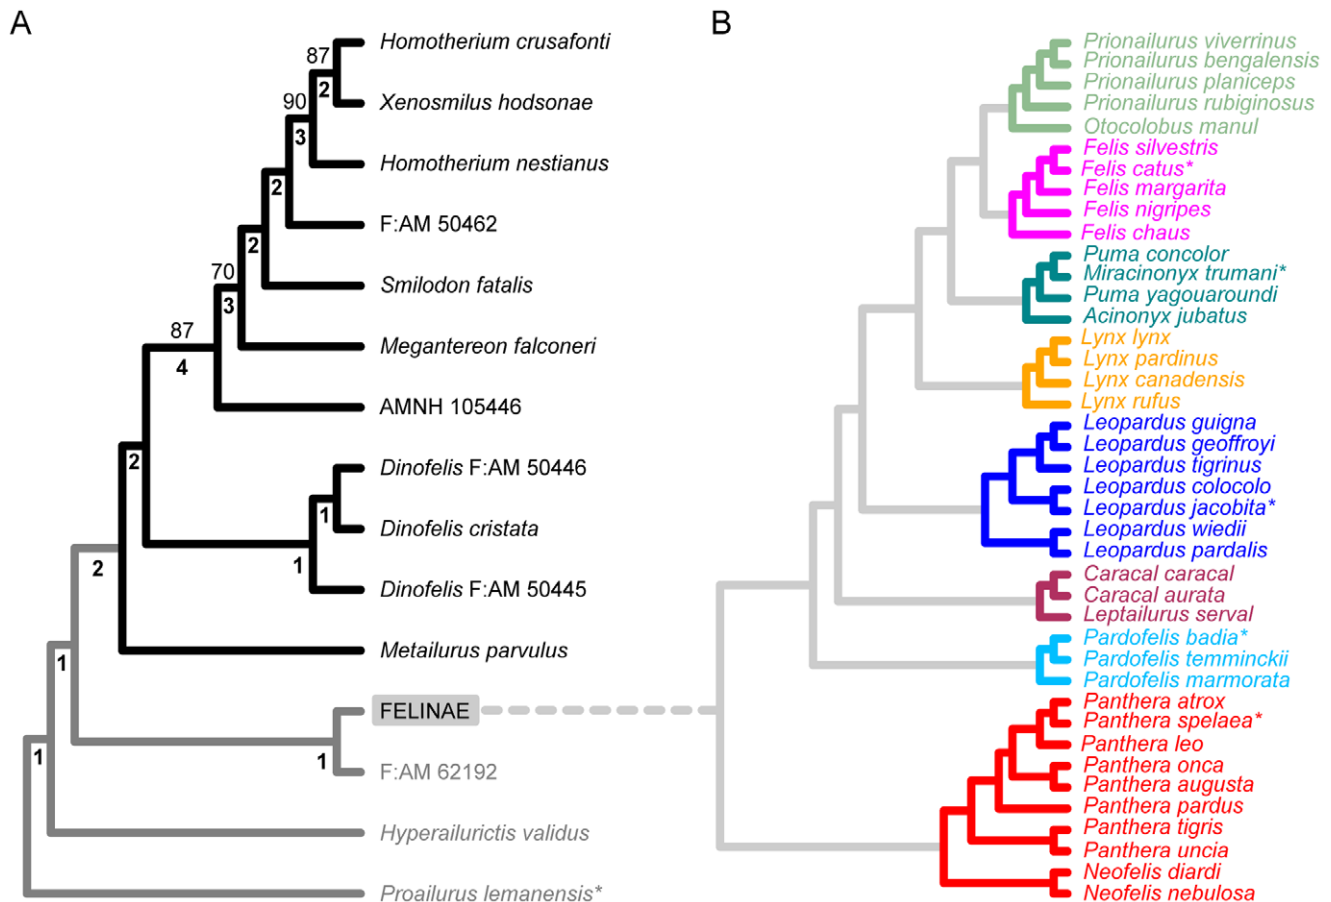 A
Homotherium crusafonti
87
2
Xenosmilus hodsonae
90
3
Homotherium nestianus
2
F:AM 50462
2
Smilodon fatalis
70
3
Megantereon falconeri
87
4
AMNH 105446
2
Dinofelis F:AM 50446
1
Dinofelis cristata
1
Dinofelis F:AM 50445
2
Metailurus parvulus
1
FELINAE
1
F:AM 62192
1
Hyperailurictis validus
Proailurus lemanensis*
B
Prionailurus viverrinus
Prionailurus bengalensis
Prionailurus planiceps
Prionailurus rubiginosus
Otocolobus manul
Felis silvestris
Felis catus*
Felis margarita
Felis nigripes
Felis chaus
Puma concolor
Miracinonyx trumani*
Puma yagouaroundi
Acinonyx jubatus
Lynx lynx
Lynx pardinus
Lynx canadensis
Lynx rufus
Leopardus guigna
Leopardus geoffroyi
Leopardus tigrinus
Leopardus colocolo
Leopardus jacobita*
Leopardus wiedii
Leopardus pardalis
Caracal caracal
Caracal aurata
Leptailurus serval
Pardofelis badia*
Pardofelis temminckii
Pardofelis marmorata
Panthera atrox
Panthera spelaea*
Panthera leo
Panthera onca
Panthera augusta
Panthera pardus
Panthera tigris
Panthera uncia
Neofelis diardi
Neofelis nebulosa